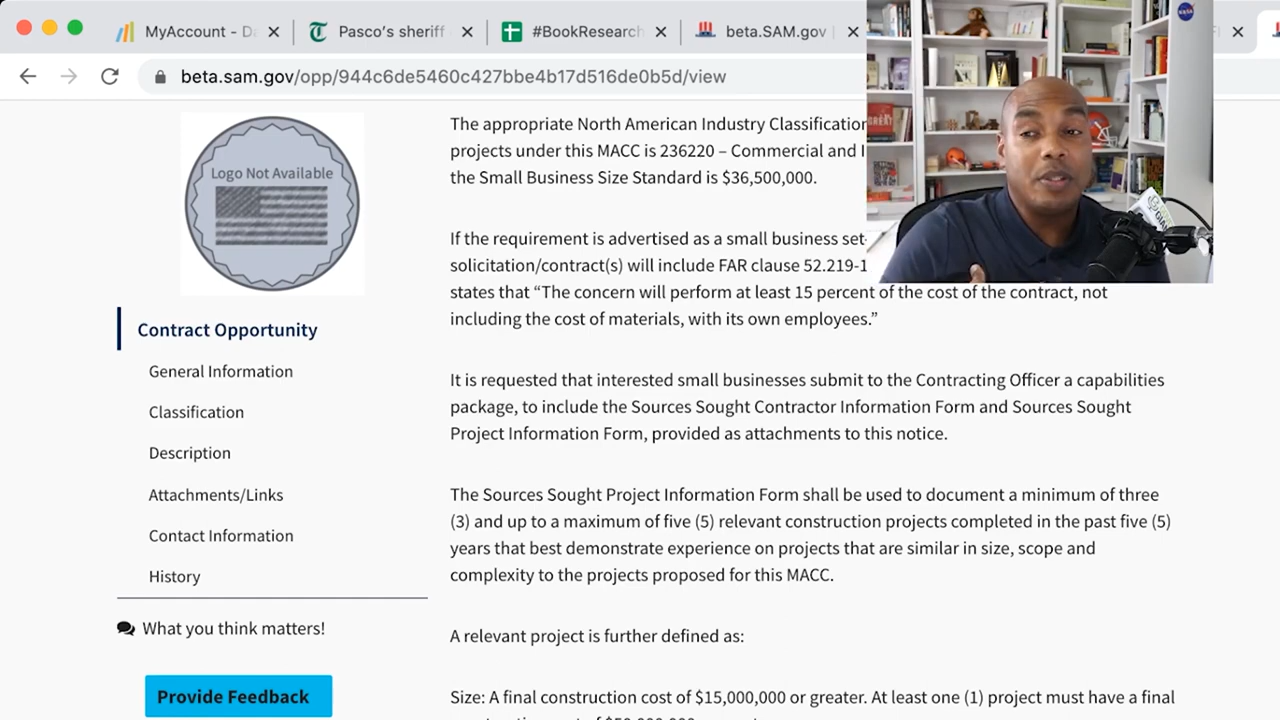 MyAccount - D
Pasco's sheriff
#BookResearch
beta.SAM.gov
beta.sam.gov/opp/944c6de5460c427bbe4b17d516de0b5d/view
NASA
Logo Not Available
Contract Opportunity
General Information
Classification
Description
Attachments/Links
Contact Information
History
What you think matters!
Provide Feedback
The appropriate North American Industry Classification
projects under this MACC is 236220 – Commercial and I
the Small Business Size Standard is $36,500,000.
If the requirement is advertised as a small business set-
solicitation/contract(s) will include FAR clause 52.219-1
states that “The concern will perform at least 15 percent of the cost of the contract, not
including the cost of materials, with its own employees.”
It is requested that interested small businesses submit to the Contracting Officer a capabilities
package, to include the Sources Sought Contractor Information Form and Sources Sought
Project Information Form, provided as attachments to this notice.
The Sources Sought Project Information Form shall be used to document a minimum of three
(3) and up to a maximum of five (5) relevant construction projects completed in the past five (5)
years that best demonstrate experience on projects that are similar in size, scope and
complexity to the projects proposed for this MACC.
A relevant project is further defined as:
Size: A final construction cost of $15,000,000 or greater. At least one (1) project must have a final